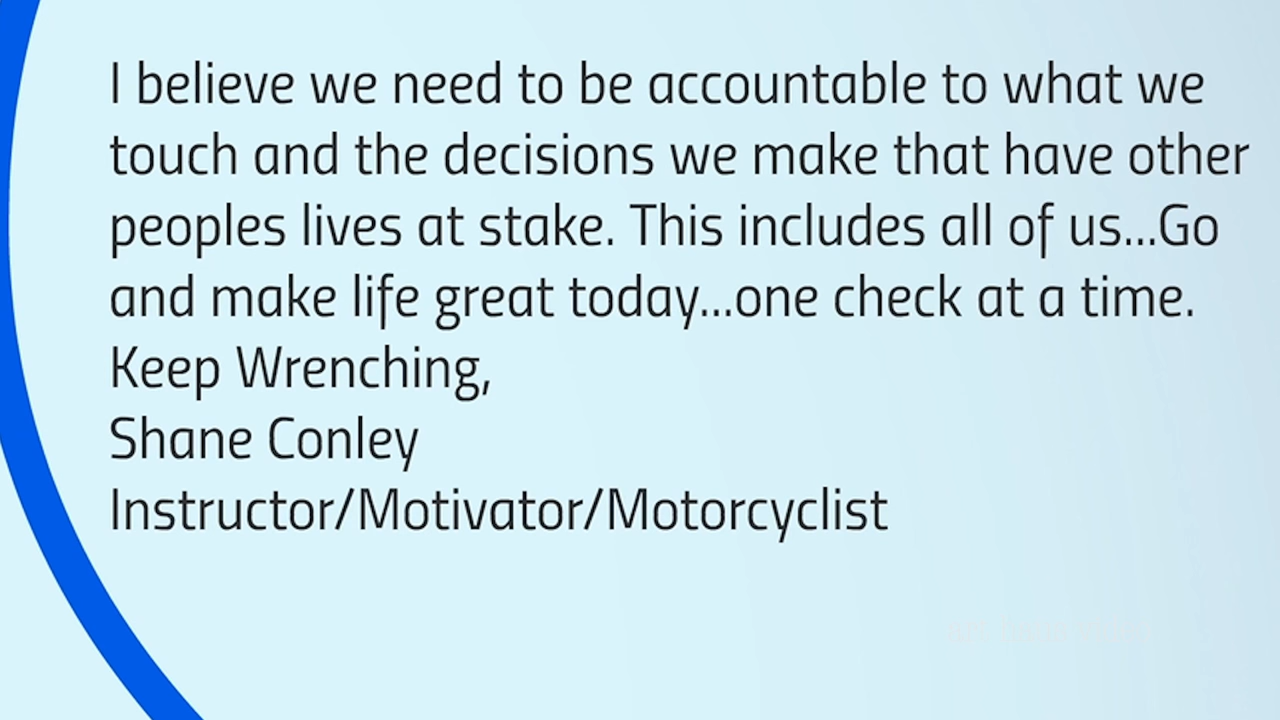 I believe we need to be accountable to what we
touch and the decisions we make that have other
peoples lives at stake. This includes all of us...Go
and make life great today...one check at a time.
Keep Wrenching,
Shane Conley
Instructor/Motivator/Motorcyclist